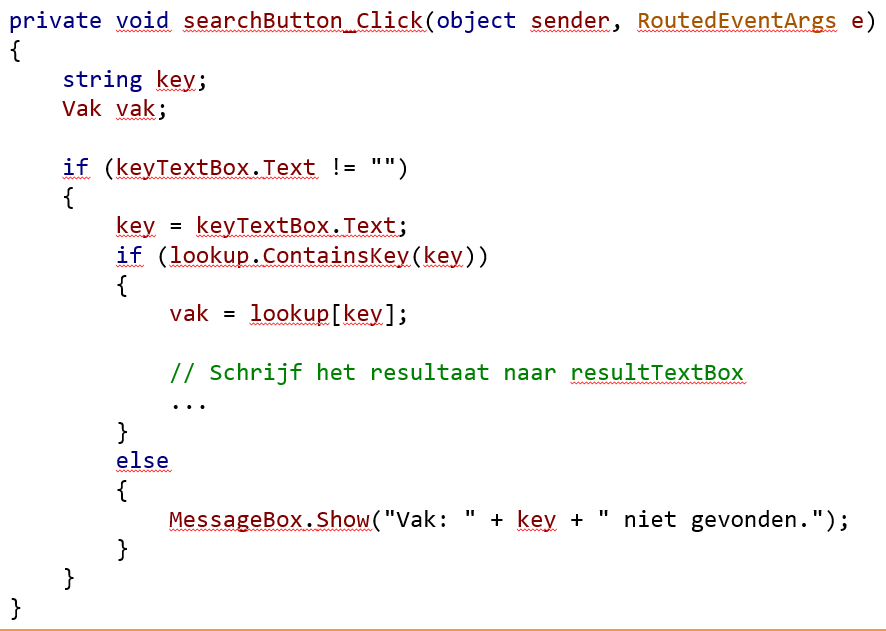 private void searchButton_Click(object sender, RoutedEventArgs e)
{
    string key;
    Vak vak;

    if (keyTextBox.Text != "")
    {
        key = keyTextBox.Text;
        if (lookup.ContainsKey(key))
        {
            vak = lookup[key];

            // Schrijf het resultaat naar resultTextBox
            ...
        }
        else
        {
            MessageBox.Show("Vak: " + key + " niet gevonden.");
        }
    }
}